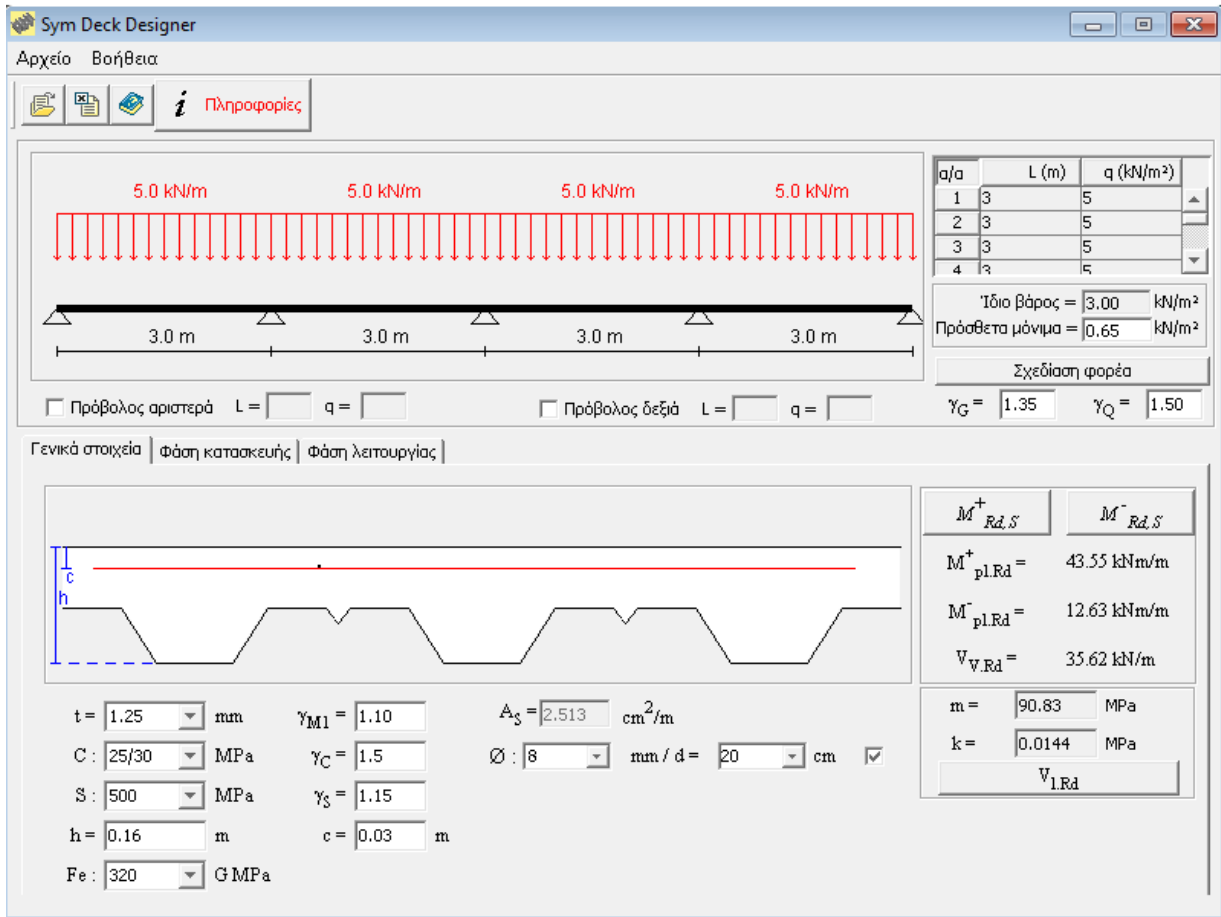 Sym Deck Designer
Αρχείο Βοήθεια
i Πληροφορίες
5.0 kN/m 5.0 kN/m 5.0 kN/m 5.0 kN/m
3.0 m 3.0 m 3.0 m 3.0 m
α/α L (m) q (kN/m²)
1 3 5
2 3 5
3 3 5
4 3 5
Ίδιο βάρος = 3.00 kN/m²
Πρόσθετα μόνιμα = 0.65 kN/m²
Σχεδίαση φορέα
Πρόβολος αριστερά L = q =
Πρόβολος δεξιά L = q =
γG = 1.35 γQ = 1.50
Γενικά στοιχεία Φάση κατασκευής Φάση λειτουργίας
c
h
M+Rd,S M-Rd,S
M+pl.Rd = 43.55 kNm/m
M-pl.Rd = 12.63 kNm/m
VV.Rd = 35.62 kN/m
m = 90.83 MPa
k = 0.0144 MPa
Vl.Rd
t = 1.25 mm γM1 = 1.10 AS = 2.513 cm²/m
C : 25/30 MPa γC = 1.5 Ø : 8 mm / d = 20 cm
S : 500 MPa γS = 1.15
h = 0.16 m c = 0.03 m
Fe : 320 G MPa